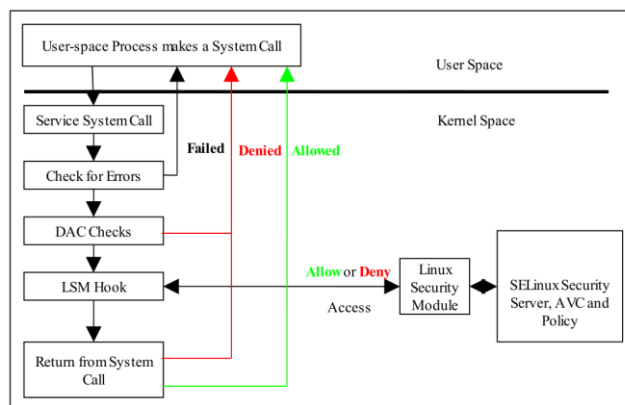 User-space Process makes a System Call
User Space
Service System Call
Kernel Space
Failed
Denied
Allowed
Check for Errors
DAC Checks
LSM Hook
Allow or Deny
Access
Linux
Security
Module
SELinux Security
Server, AVC and
Policy
Return from System
Call